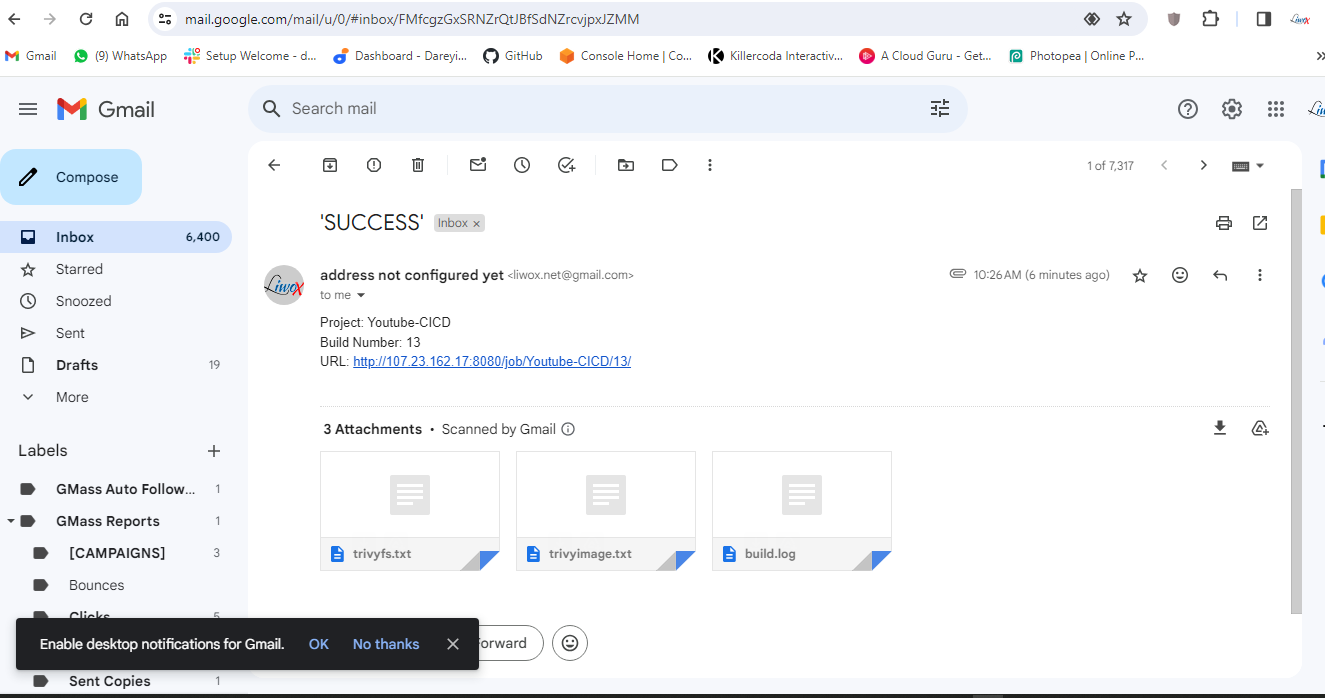 mail.google.com/mail/u/0/#inbox/FMfcgzGxSRNZrQtJBfSdNZrcvjpxJZMM
Liwox
Gmail
(9) WhatsApp
Setup Welcome - d...
Dashboard - Dareyi...
GitHub
Console Home | Co...
Killercoda Interactiv...
A Cloud Guru - Get...
Photopea | Online P...
Gmail
Search mail
Compose
1 of 7,317
Inbox 6,400
Starred
Snoozed
Sent
Drafts 19
More
Labels
GMass Auto Follow... 1
GMass Reports 1
[CAMPAIGNS] 3
Bounces
Clicks 5
Sent Copies 1
'SUCCESS' Inbox ×
Liwox
address not configured yet <liwox.net@gmail.com>
10:26 AM (6 minutes ago)
to me
Project: Youtube-CICD
Build Number: 13
URL: http://107.23.162.17:8080/job/Youtube-CICD/13/
3 Attachments • Scanned by Gmail
trivyfs.txt
trivyimage.txt
build.log
Forward
Enable desktop notifications for Gmail. OK No thanks